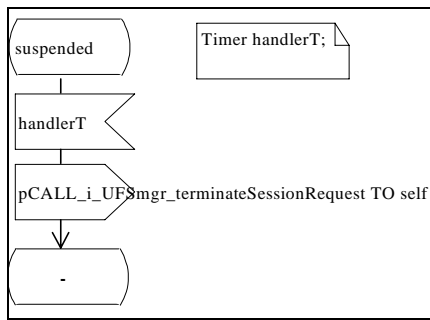 suspended
Timer handlerT;
handlerT
pCALL_i_UFSmgr_terminateSessionRequest TO self
-